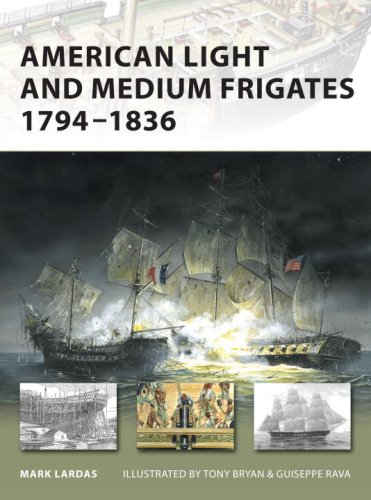 AMERICAN LIGHT
AND MEDIUM FRIGATES
1794–1836
MARK LARDAS
ILLUSTRATED BY TONY BRYAN & GUISEPPE RAVA